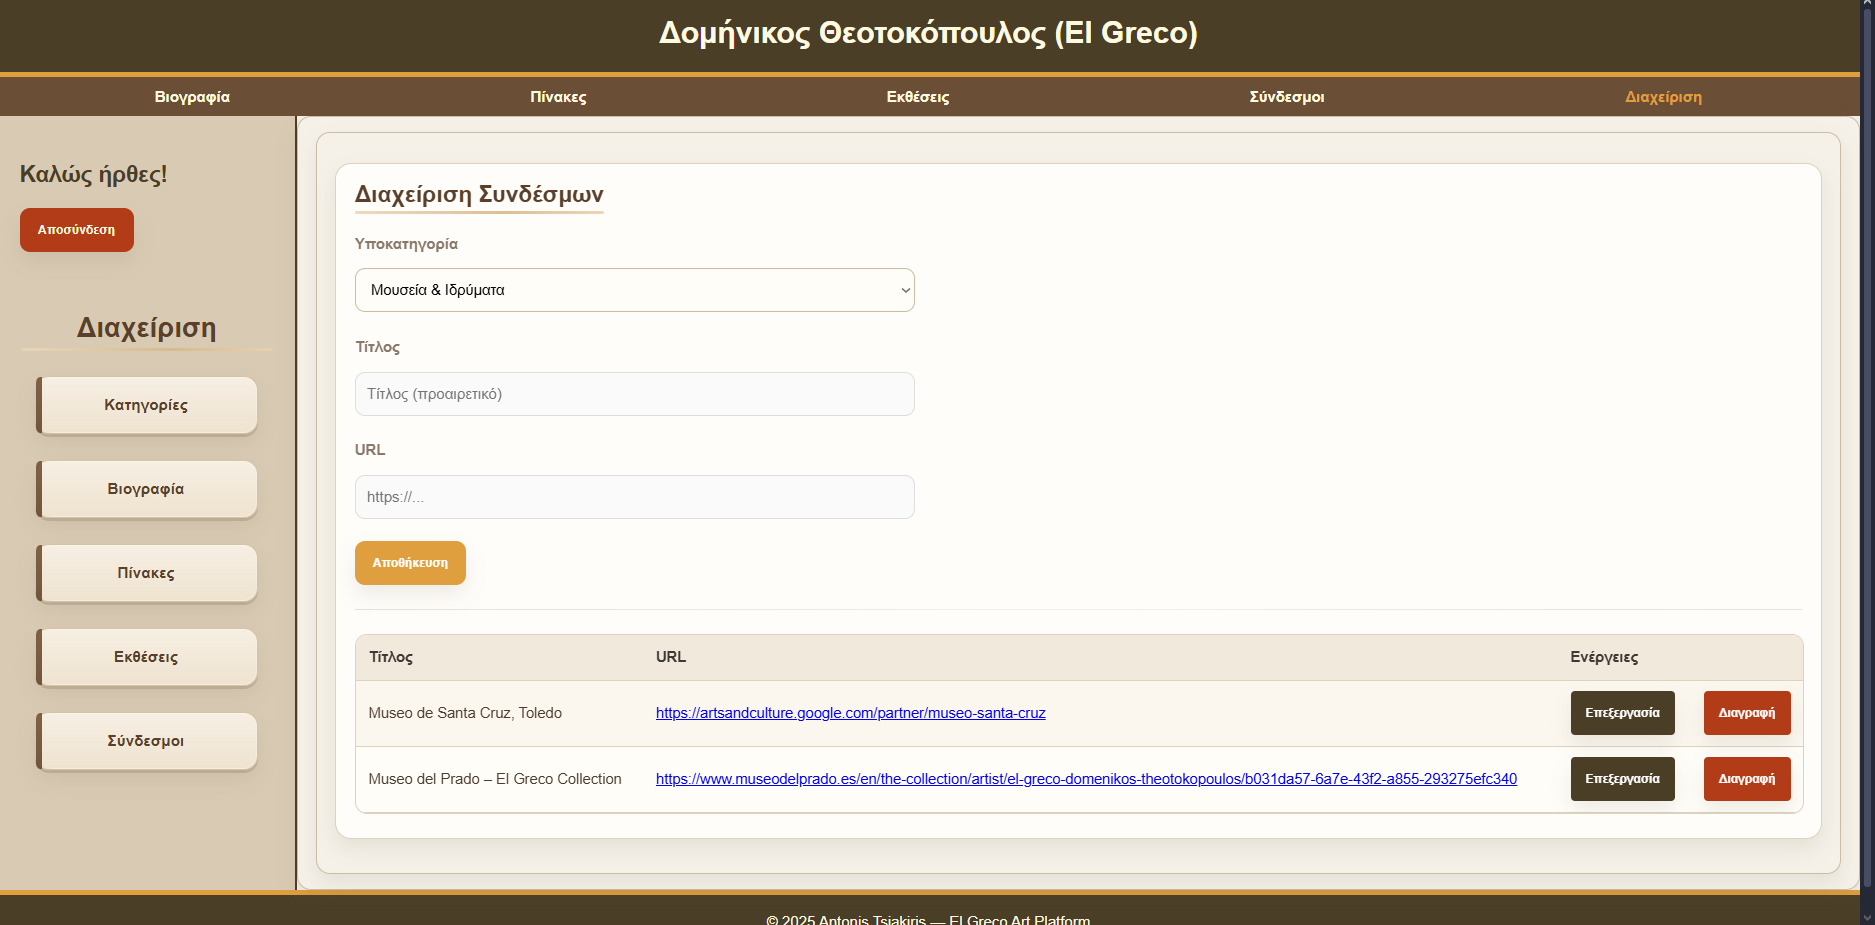 Δομήνικος Θεοτοκόπουλος (El Greco)
Βιογραφία Πίνακες Εκθέσεις Σύνδεσμοι Διαχείριση
Καλώς ήρθες!
Αποσύνδεση
Διαχείριση
Κατηγορίες
Βιογραφία
Πίνακες
Εκθέσεις
Σύνδεσμοι
Διαχείριση Συνδέσμων
Υποκατηγορία
Μουσεία & Ιδρύματα
Τίτλος
Τίτλος (προαιρετικό)
URL
https://...
Αποθήκευση
Τίτλος URL Ενέργειες
Museo de Santa Cruz, Toledo https://artsandculture.google.com/partner/museo-santa-cruz Επεξεργασία Διαγραφή
Museo del Prado – El Greco Collection https://www.museodelprado.es/en/the-collection/artist/el-greco-domenikos-theotokopoulos/b031da57-6a7e-43f2-a855-293275efc340 Επεξεργασία Διαγραφή
© 2025 Antonis Tsiakiris — El Greco Art Platform